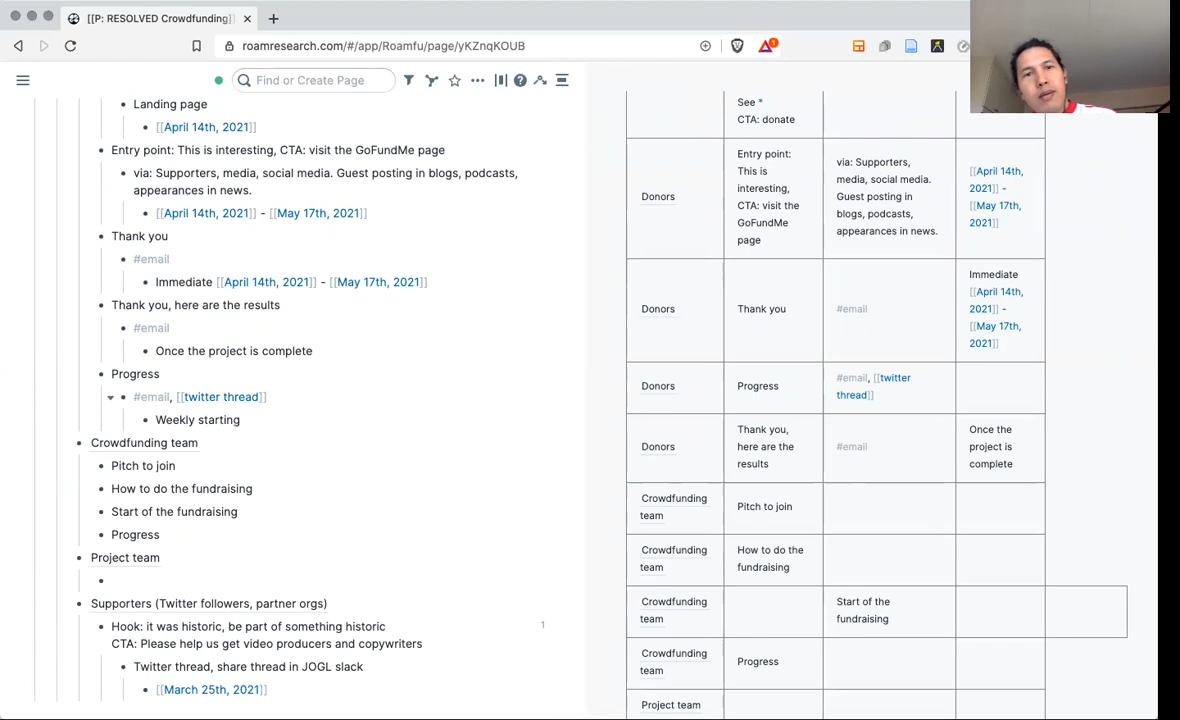 [[P: RESOLVED Crowdfunding]]
roamresearch.com/#/app/Roamfu/page/yKZnqKOUB
1
Find or Create Page
Landing page
[[April 14th, 2021]]
Entry point: This is interesting, CTA: visit the GoFundMe page
via: Supporters, media, social media. Guest posting in blogs, podcasts,
appearances in news.
[[April 14th, 2021]] - [[May 17th, 2021]]
Thank you
#email
Immediate [[April 14th, 2021]] - [[May 17th, 2021]]
Thank you, here are the results
#email
Once the project is complete
Progress
#email, [[twitter thread]]
Weekly starting
Crowdfunding team
Pitch to join
How to do the fundraising
Start of the fundraising
Progress
Project team
Supporters (Twitter followers, partner orgs)
Hook: it was historic, be part of something historic
1
CTA: Please help us get video producers and copywriters
Twitter thread, share thread in JOGL slack
[[March 25th, 2021]]
See *
CTA: donate
Donors
Entry point:
This is
interesting,
CTA: visit the
GoFundMe
page
via: Supporters,
media, social media.
Guest posting in
blogs, podcasts,
appearances in news.
[[April 14th,
2021]] -
[[May 17th,
2021]]
Donors
Thank you
#email
Immediate
[[April 14th,
2021]] -
[[May 17th,
2021]]
Donors
Progress
#email, [[twitter
thread]]
Donors
Thank you,
here are the
results
#email
Once the
project is
complete
Crowdfunding
team
Pitch to join
Crowdfunding
team
How to do the
fundraising
Crowdfunding
team
Start of the
fundraising
Crowdfunding
team
Progress
Project team